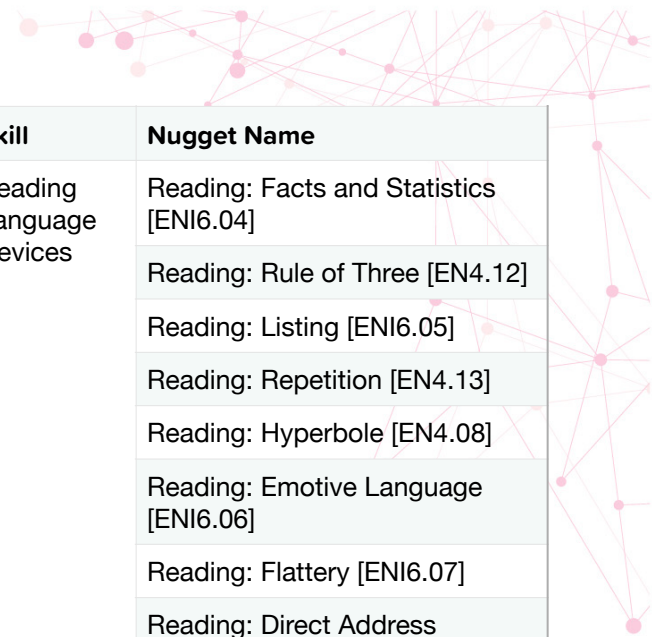 kill
Nugget Name
eading
anguage
evices
Reading: Facts and Statistics
[ENI6.04]
Reading: Rule of Three [EN4.12]
Reading: Listing [ENI6.05]
Reading: Repetition [EN4.13]
Reading: Hyperbole [EN4.08]
Reading: Emotive Language
[ENI6.06]
Reading: Flattery [ENI6.07]
Reading: Direct Address